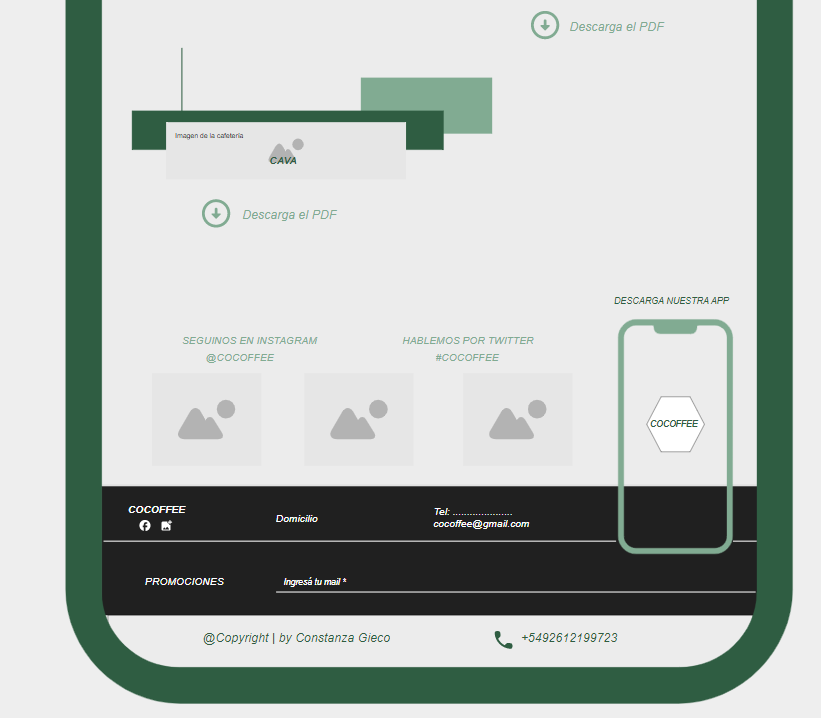 Descarga el PDF
Imagen de la cafetería
CAVA
Descarga el PDF
DESCARGA NUESTRA APP
SEGUINOS EN INSTAGRAM
@COCOFFEE
HABLEMOS POR TWITTER
#COCOFFEE
COCOFFEE
COCOFFEE
Domicilio
Tel: .....................
cocoffee@gmail.com
PROMOCIONES
Ingresá tu mail *
@Copyright | by Constanza Gieco
+5492612199723